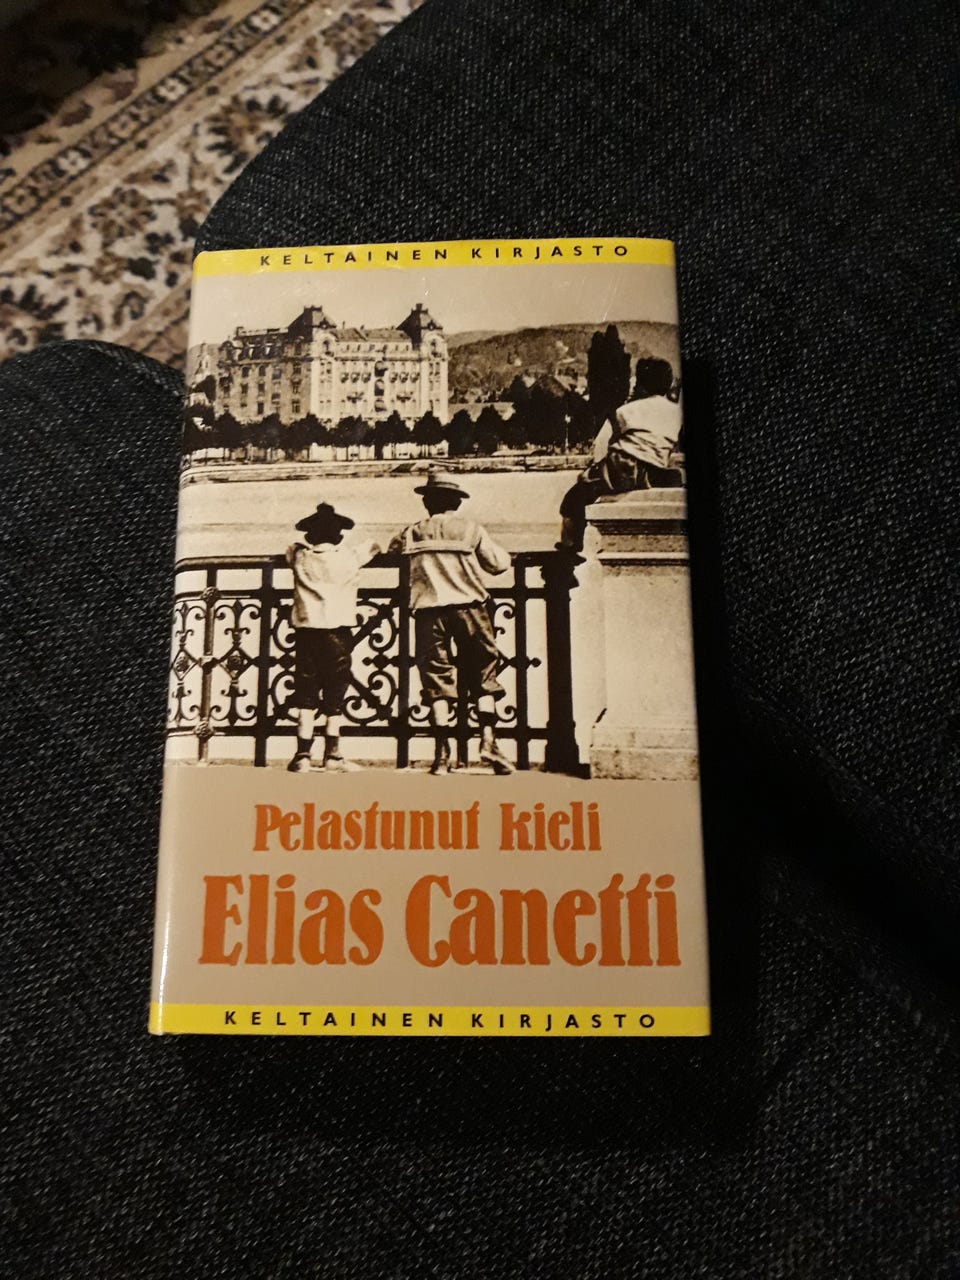 KELTAINEN KIRJASTO
Pelastunut kieli
Elias Canetti
KELTAINEN KIRJASTO